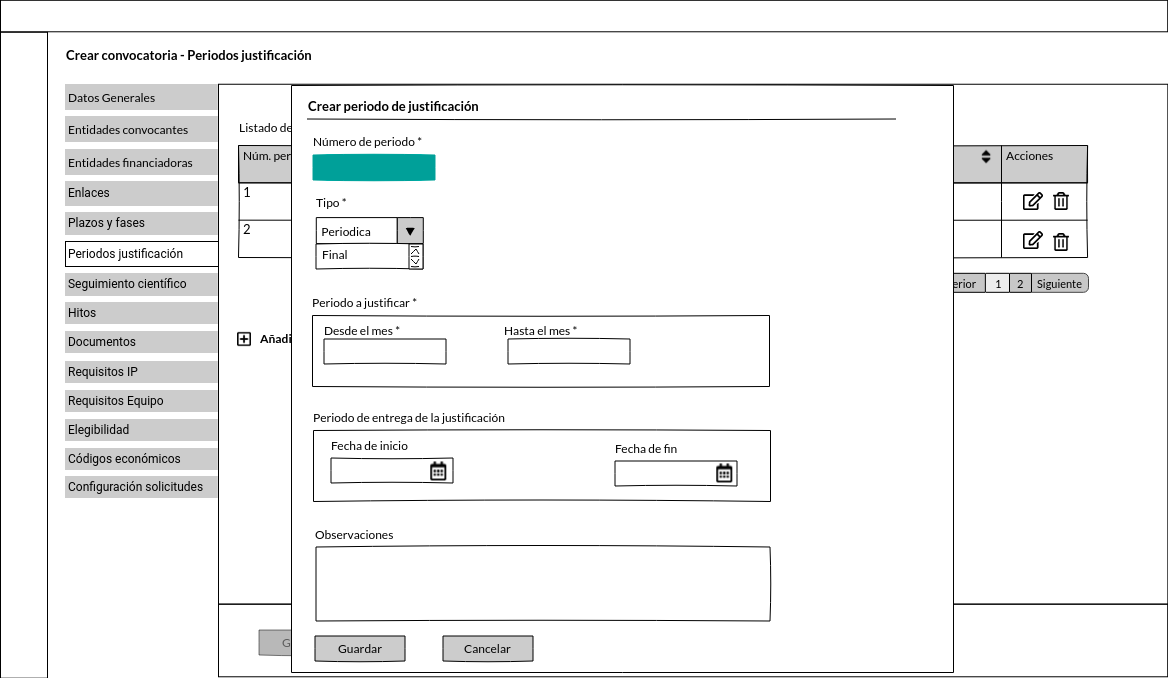 Crear convocatoria - Periodos justificación
Datos Generales
Entidades convocantes
Entidades financiadoras
Enlaces
Plazos y fases
Periodos justificación
Seguimiento científico
Hitos
Documentos
Requisitos IP
Requisitos Equipo
Elegibilidad
Códigos económicos
Configuración solicitudes
Listado de
Núm. per
Acciones
1
2
erior 1 2 Siguiente
Añadi
G
Crear periodo de justificación
Número de periodo *
Tipo *
Periodica
Final
Periodo a justificar *
Desde el mes * Hasta el mes *
Periodo de entrega de la justificación
Fecha de inicio Fecha de fin
Observaciones
Guardar Cancelar